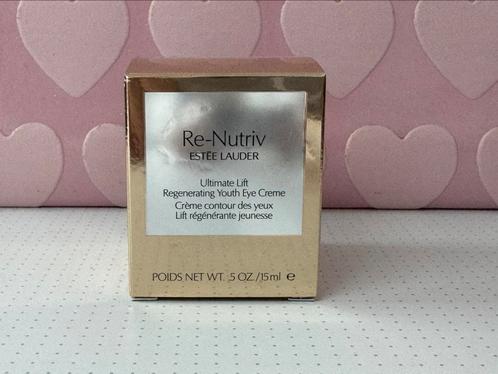 Re-Nutriv
ESTĒE LAUDER
Ultimate Lift
Regenerating Youth Eye Creme
Crème contour des yeux
Lift régénérante jeunesse
POIDS NET WT. .5 OZ./15ml ℮